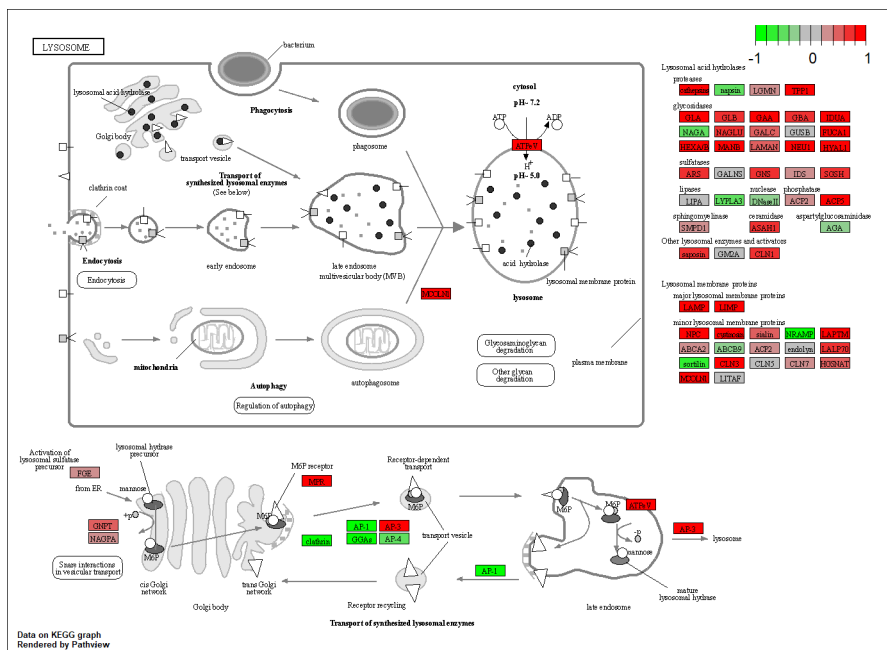 LYSOSOME
bacterium
lysosomal acid hydrolase
Golgi body
Phagocytosis
phagosome
transport vesicle
Transport of
synthesized lysosomal enzymes
(See below)
clathrin coat
Endocytosis
Endocytosis
early endosome
late endosome
multivesicular body (MVB)
cytosol
pH~ 7.2
ATP
ADP
ATPeV
H+
pH~ 5.0
acid hydrolase
lysosomal membrane protein
lysosome
MCOLN1
mitochondria
Autophagy
Regulation of autophagy
autophagosome
Glycosaminoglycan
degradation
Other glycan
degradation
plasma membrane
-1 0 1
Lysosomal acid hydrolases
proteases
cathepsin napsin LGMN TPP1
glycosidases
GLA GLB GAA GBA IDUA
NAGA NAGLU GALC GUSB FUCA1
HEXA/B MANB LAMAN NEU1 HYAL1
sulfatases
ARS GALNS GNS IDS SGSH
lipases nuclease phosphatase
LIPA LYPLA3 DNaseII ACP2 ACP5
sphingomyelinase ceramidase aspartylglucosaminidase
SMPD1 ASAH1 AGA
Other lysosomal enzymes and activators
saposin GM2A CLN1
Lysosomal membrane proteins
major lysosomal membrane proteins
LAMP LIMP
minor lysosomal membrane proteins
NPC cystinosin sialin NRAMP LAPTM
ABCA2 ABCB9 ACP2 endolyn LALP70
sortilin CLN3 CLN5 CLN7 HGSNAT
MCOLN1 LITAF
Activation of
lysosomal sulfatase
precursor
FGE
from ER
lysosomal hydrase
precursor
mannose
+p
GNPT
NAGPA
M6P
Snare interactions
in vesicular transport
cis Golgi
network
Golgi body
trans Golgi
network
M6P
M6P receptor
MPR
clathrin
AP-1 AP-3
GGAs AP-4
Receptor-dependent
transport
M6P
transport vesicle
Receptor recycling
AP-1
M6P
M6P
ATPeV
-p
mannose
AP-3
lysosome
mature
lysosomal hydrase
late endosome
Transport of synthesized lysosomal enzymes
Data on KEGG graph
Rendered by Pathview